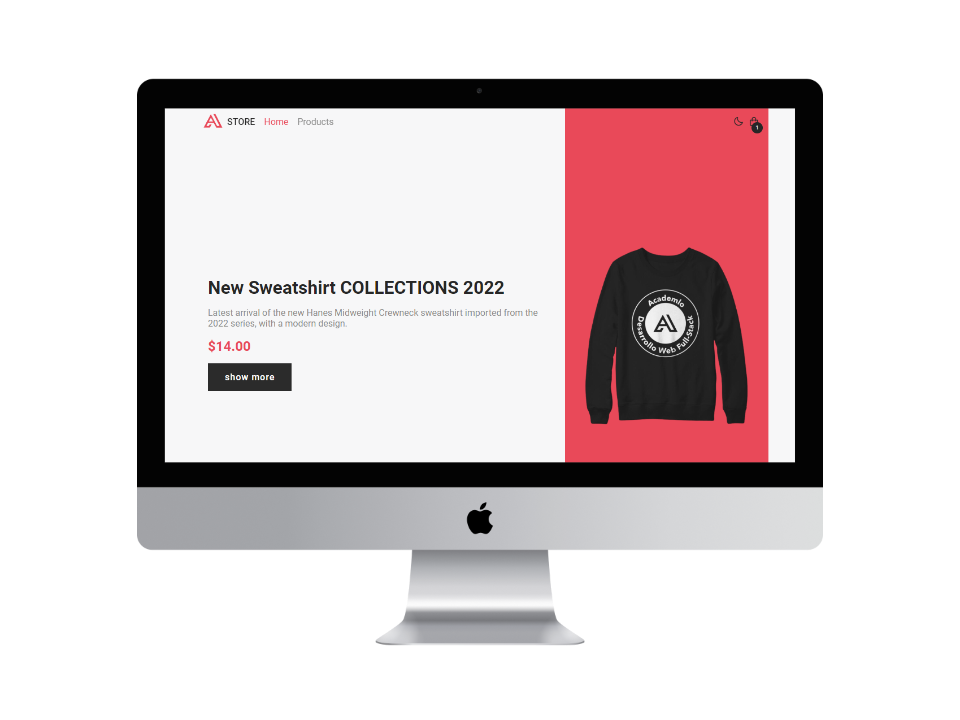 STORE Home Products
1
New Sweatshirt COLLECTIONS 2022
Latest arrival of the new Hanes Midweight Crewneck sweatshirt imported from the
2022 series, with a modern design.
$14.00
show more
Academlo
Desarrollo Web Full-Stack